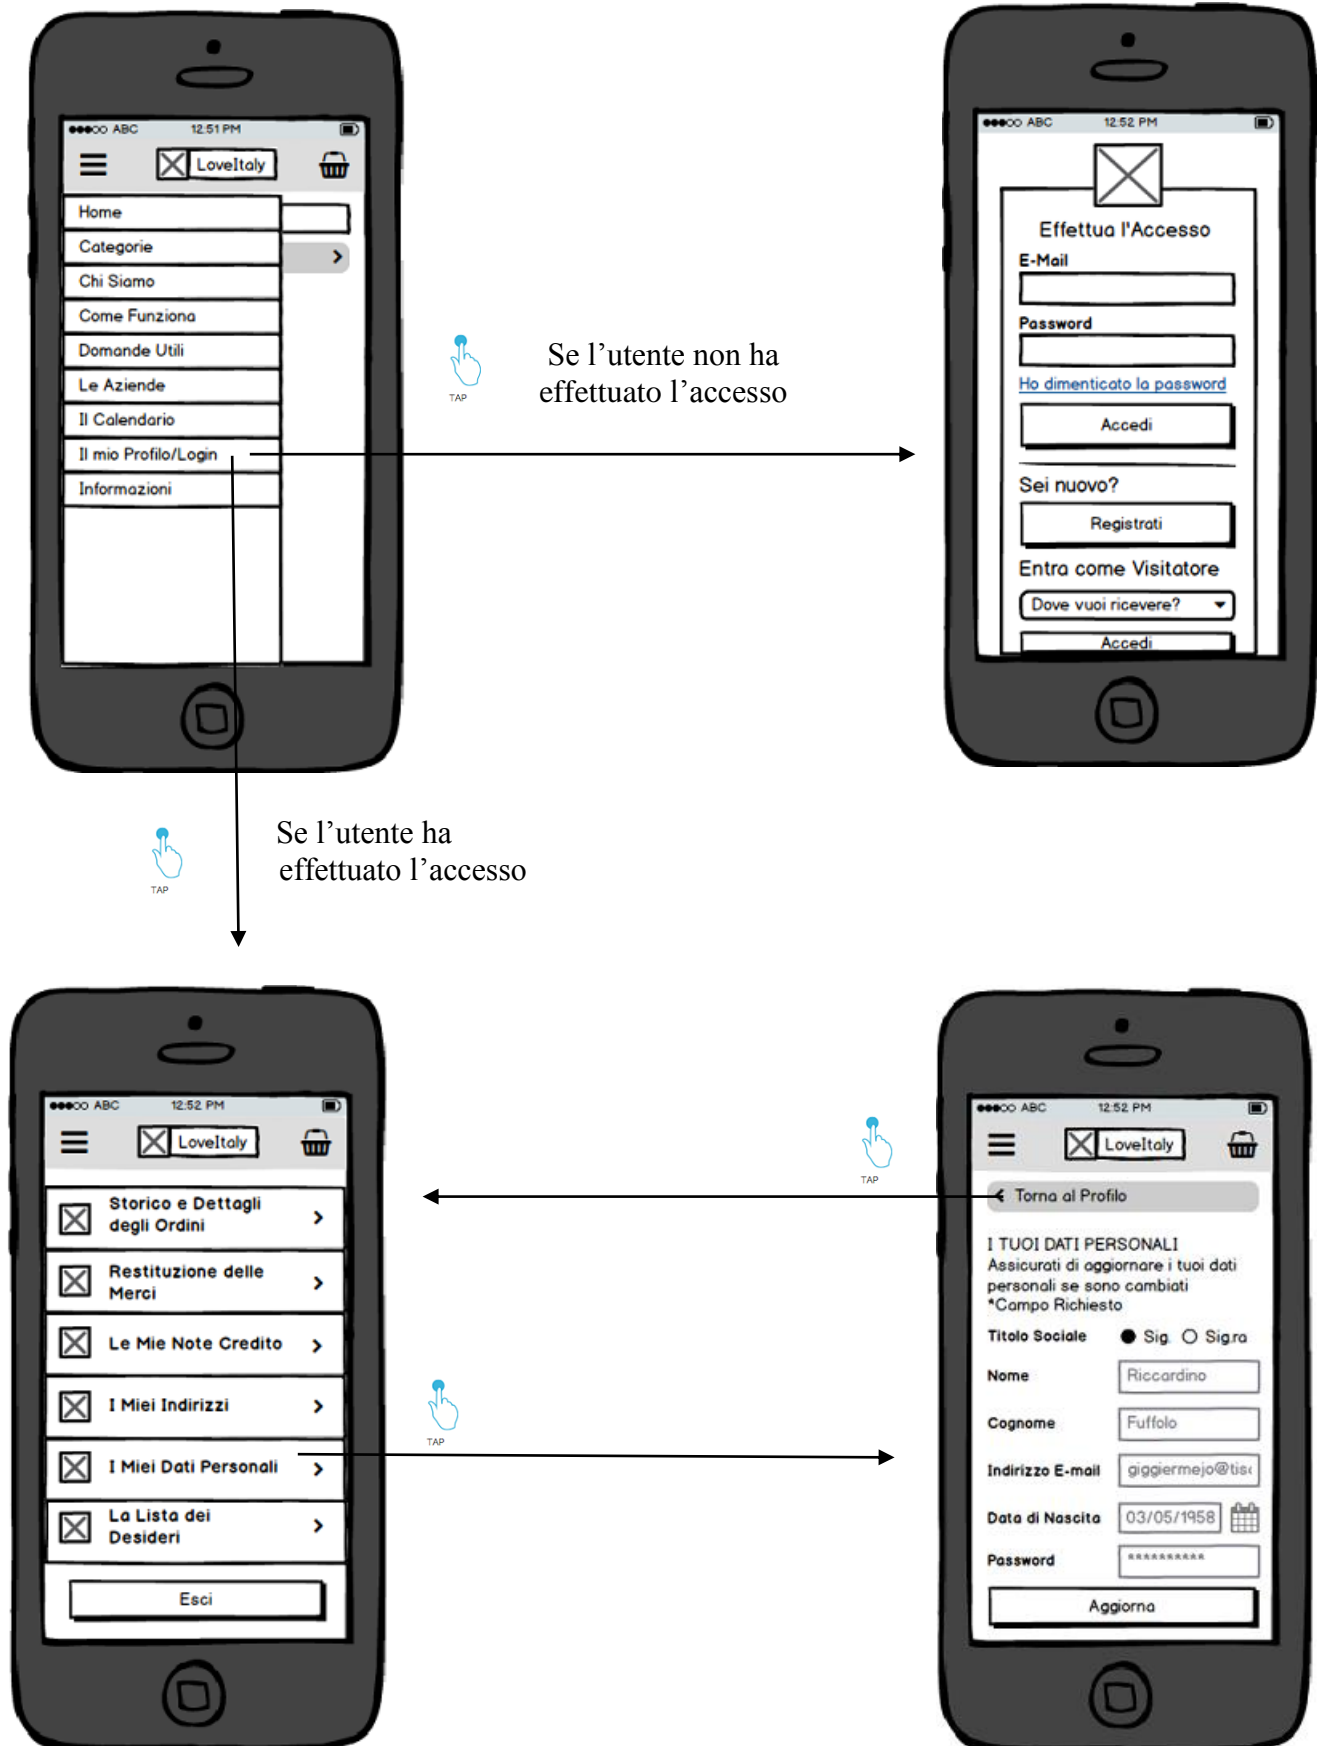 ABC 12:51 PM
LoveItaly
Home
Categorie
Chi Siamo
Come Funziona
Domande Utili
Le Aziende
Il Calendario
Il mio Profilo/Login
Informazioni
TAP
Se l’utente non ha
effettuato l’accesso
ABC 12:52 PM
Effettua l'Accesso
E-Mail
Password
Ho dimenticato la password
Accedi
Sei nuovo?
Registrati
Entra come Visitatore
Dove vuoi ricevere?
Accedi
TAP
Se l’utente ha
effettuato l’accesso
ABC 12:52 PM
LoveItaly
Storico e Dettagli
degli Ordini
Restituzione delle
Merci
Le Mie Note Credito
I Miei Indirizzi
I Miei Dati Personali
La Lista dei
Desideri
Esci
TAP
TAP
ABC 12:52 PM
LoveItaly
Torna al Profilo
I TUOI DATI PERSONALI
Assicurati di aggiornare i tuoi dati
personali se sono cambiati
*Campo Richiesto
Titolo Sociale Sig. Sig.ra
Nome Riccardino
Cognome Fuffolo
Indirizzo E-mail giggiermejo@tisc
Data di Nascita 03/05/1958
Password **********
Aggiorna